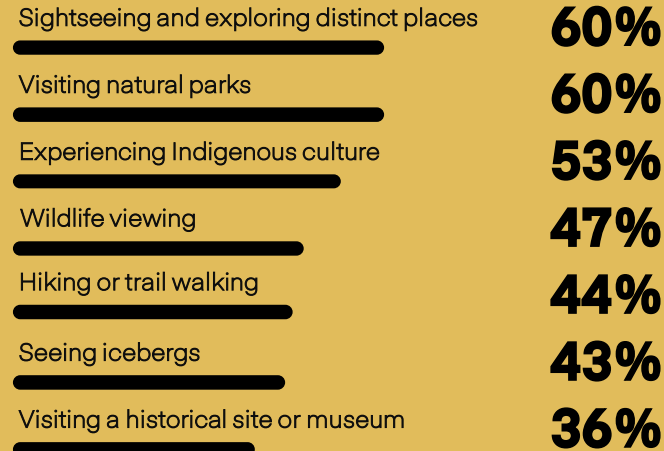 Sightseeing and exploring distinct places 60%
Visiting natural parks 60%
Experiencing Indigenous culture 53%
Wildlife viewing 47%
Hiking or trail walking 44%
Seeing icebergs 43%
Visiting a historical site or museum 36%